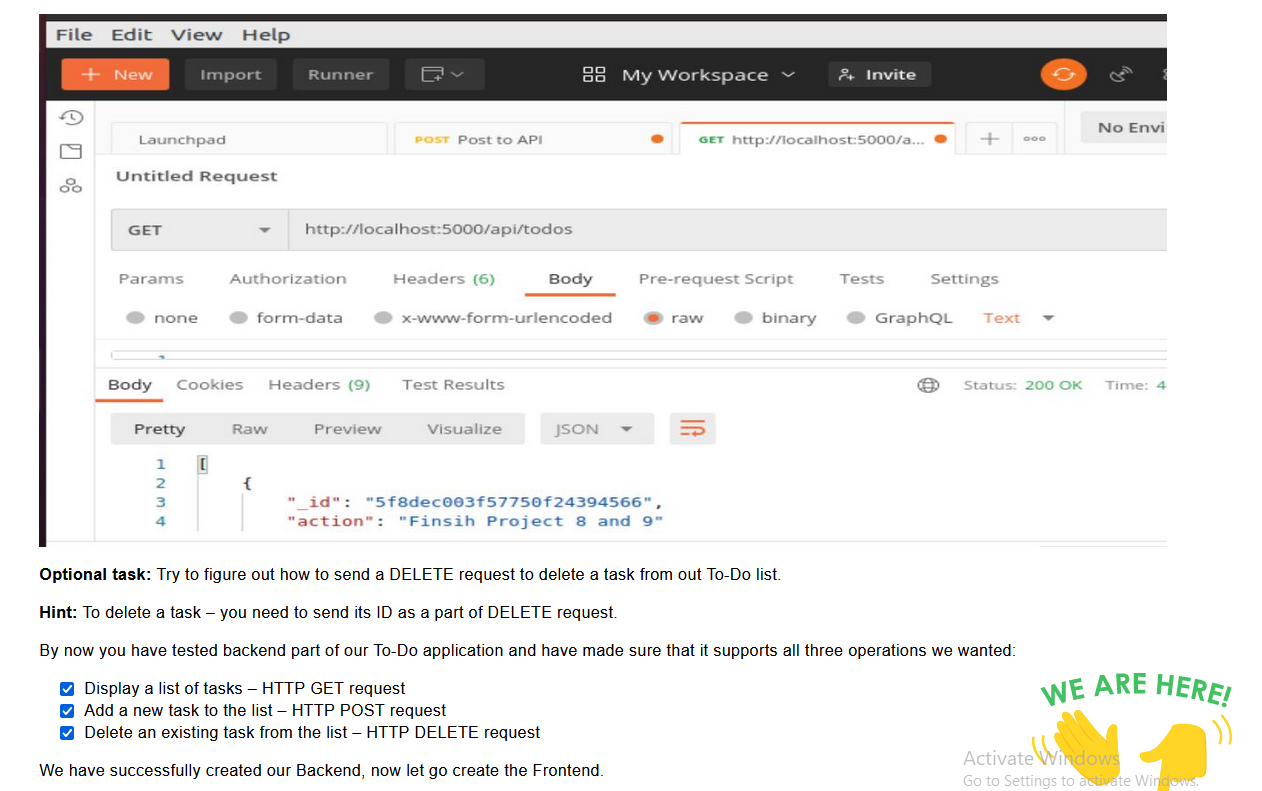 File Edit View Help
New Import Runner My Workspace Invite
Launchpad POST Post to API GET http://localhost:5000/a... No Envi
Untitled Request
GET http://localhost:5000/api/todos
Params Authorization Headers (6) Body Pre-request Script Tests Settings
none form-data x-www-form-urlencoded raw binary GraphQL Text
Body Cookies Headers (9) Test Results Status: 200 OK Time: 4
Pretty Raw Preview Visualize JSON
1 [
2 {
3 "_id": "5f8dec003f57750f24394566",
4 "action": "Finsih Project 8 and 9"
Optional task: Try to figure out how to send a DELETE request to delete a task from out To-Do list.
Hint: To delete a task – you need to send its ID as a part of DELETE request.
By now you have tested backend part of our To-Do application and have made sure that it supports all three operations we wanted:
Display a list of tasks – HTTP GET request
Add a new task to the list – HTTP POST request
Delete an existing task from the list – HTTP DELETE request
We have successfully created our Backend, now let go create the Frontend.
WE ARE HERE!
Activate Windows
Go to Settings to activate Windows.